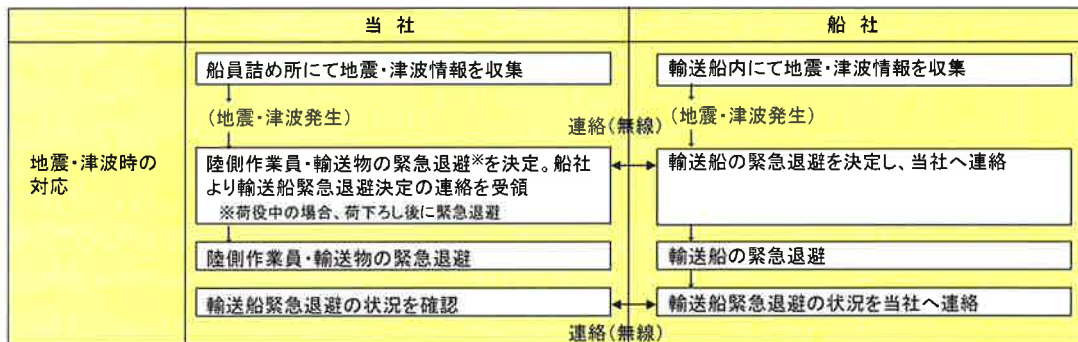 当 社
船 社
地震・津波時の
対応
船員詰め所にて地震・津波情報を収集
輸送船内にて地震・津波情報を収集
(地震・津波発生)
連絡(無線)
(地震・津波発生)
陸側作業員・輸送物の緊急退避※を決定。船社
より輸送船緊急退避決定の連絡を受領
※荷役中の場合、荷下ろし後に緊急退避
輸送船の緊急退避を決定し、当社へ連絡
陸側作業員・輸送物の緊急退避
輸送船の緊急退避
輸送船緊急退避の状況を確認
輸送船緊急退避の状況を当社へ連絡
連絡(無線)